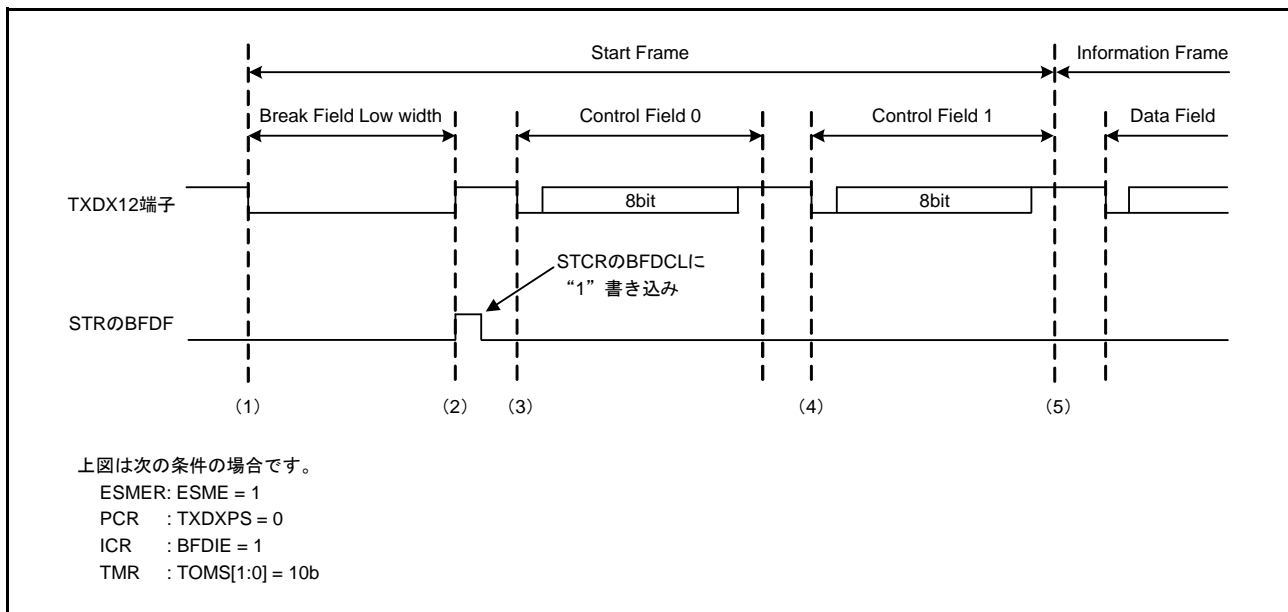 Start Frame
Information Frame
Break Field Low width
Control Field 0
Control Field 1
Data Field
TXDX12端子
8bit
8bit
STCRのBFDCLに
“1”書き込み
STRのBFDF
(1)
(2)
(3)
(4)
(5)
上図は次の条件の場合です。
ESMER: ESME = 1
PCR : TXDXPS = 0
ICR : BFDIE = 1
TMR : TOMS[1:0] = 10b